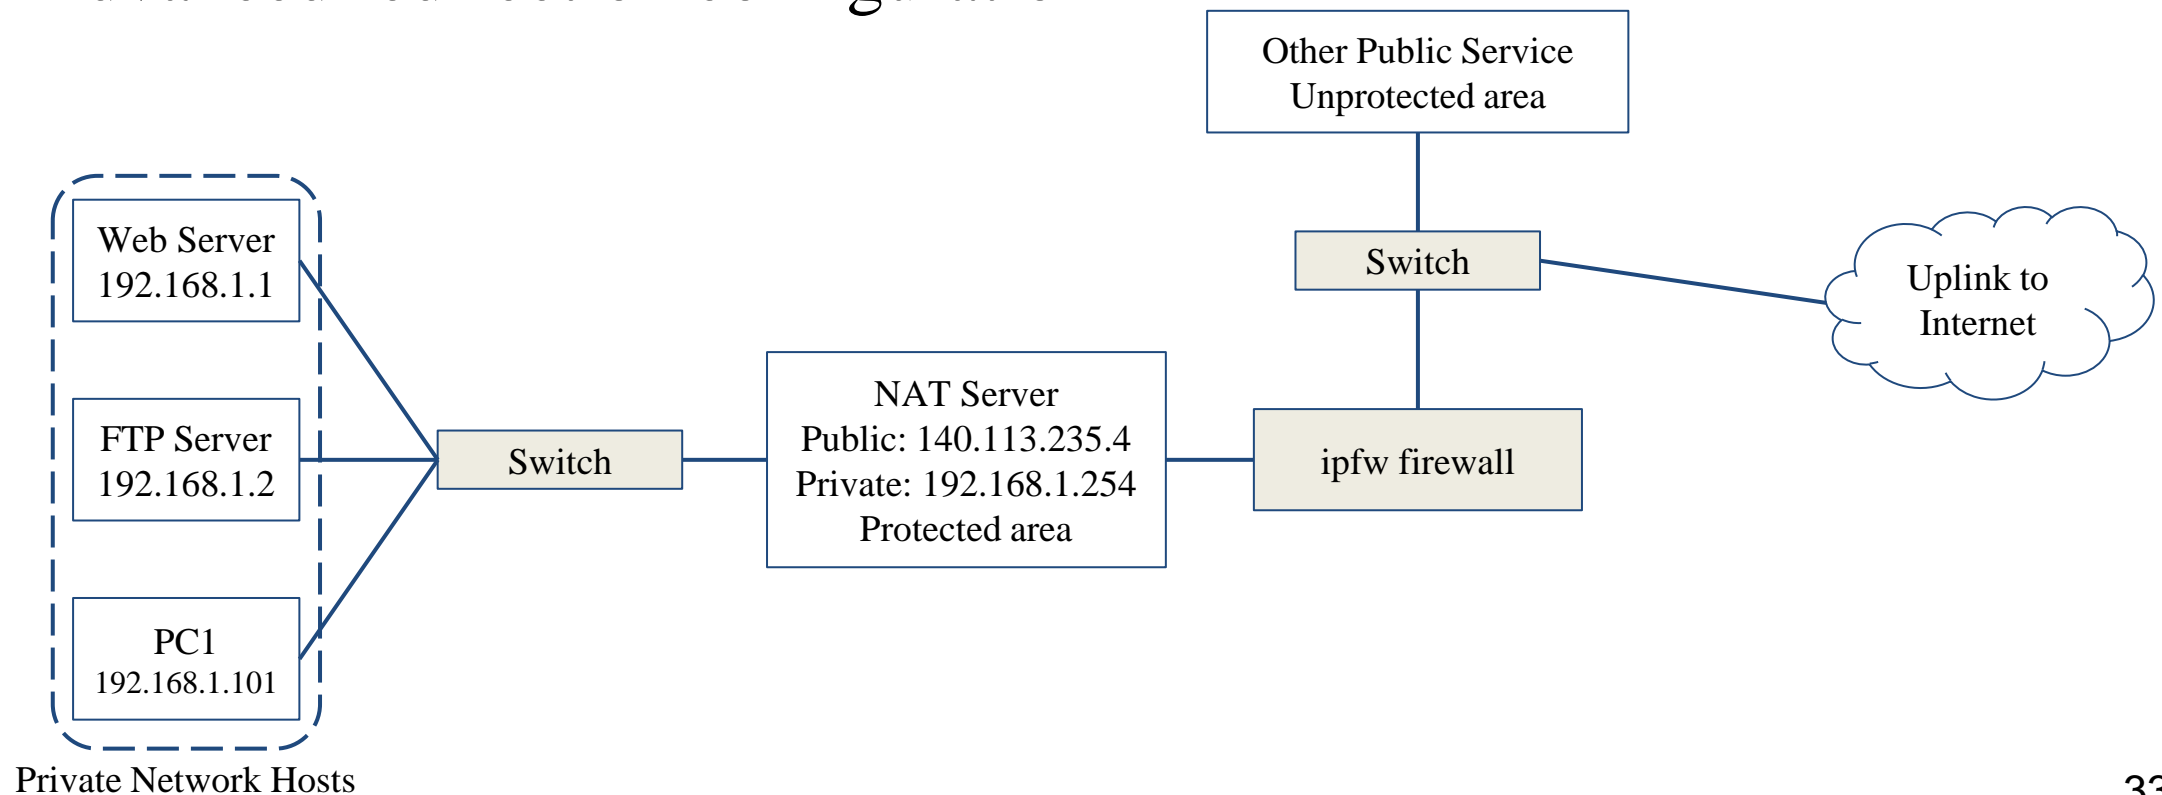 Other Public Service
Unprotected area
Web Server
192.168.1.1
Switch
Uplink to
Internet
NAT Server
Public: 140.113.235.4
Private: 192.168.1.254
Protected area
FTP Server
192.168.1.2
Switch
ipfw firewall
PC1
192.168.1.101
Private Network Hosts
33